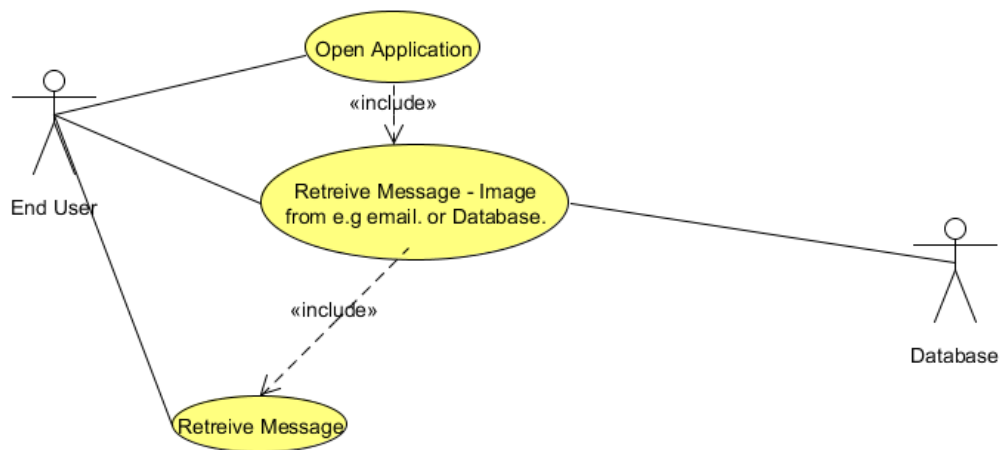 Open Application
«include»
Retreive Message - Image
from e.g email. or Database.
End User
«include»
Database
Retreive Message